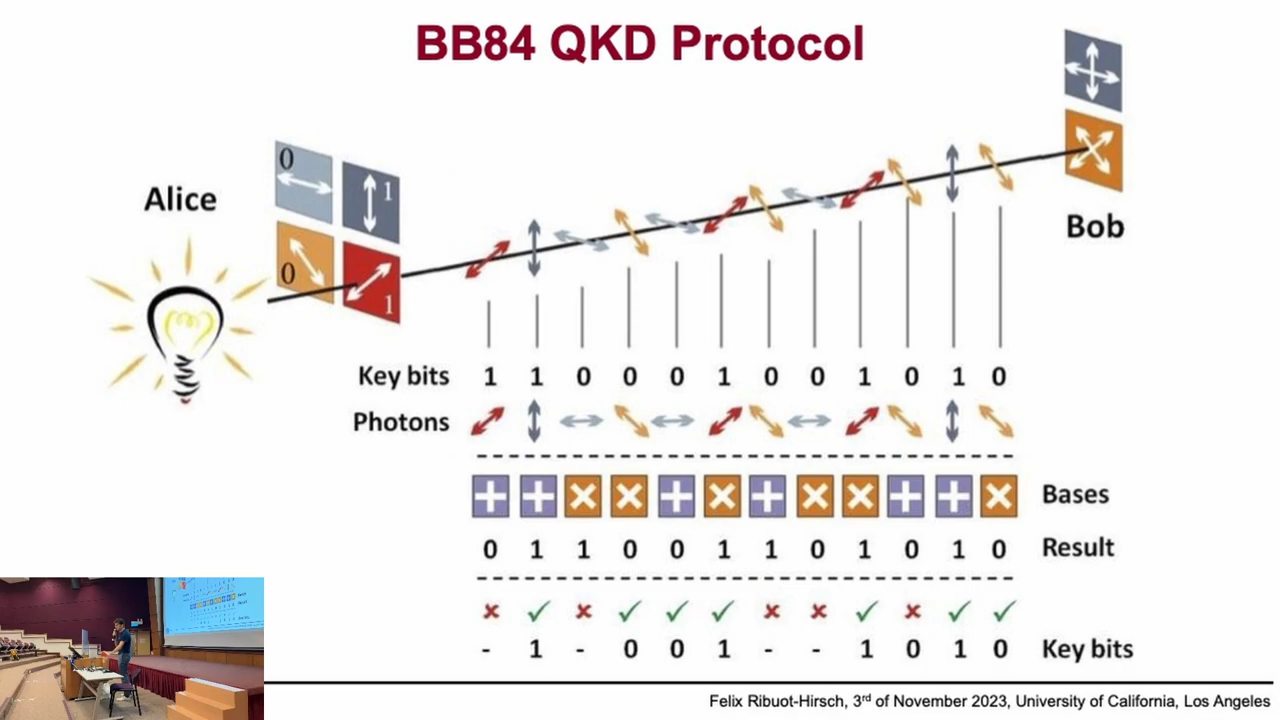 BB84 QKD Protocol
0
1
Alice
0
1
Bob
Key bits 1 1 0 0 0 1 0 0 1 0 1 0
Photons
+ + × × + × + × × + + × Bases
0 1 1 0 0 1 1 0 1 0 1 0 Result
× ✓ × ✓ ✓ ✓ × × ✓ × ✓ ✓
- 1 - 0 0 1 - - 1 0 1 0 Key bits
Felix Ribuot-Hirsch, 3rd of November 2023, University of California, Los Angeles